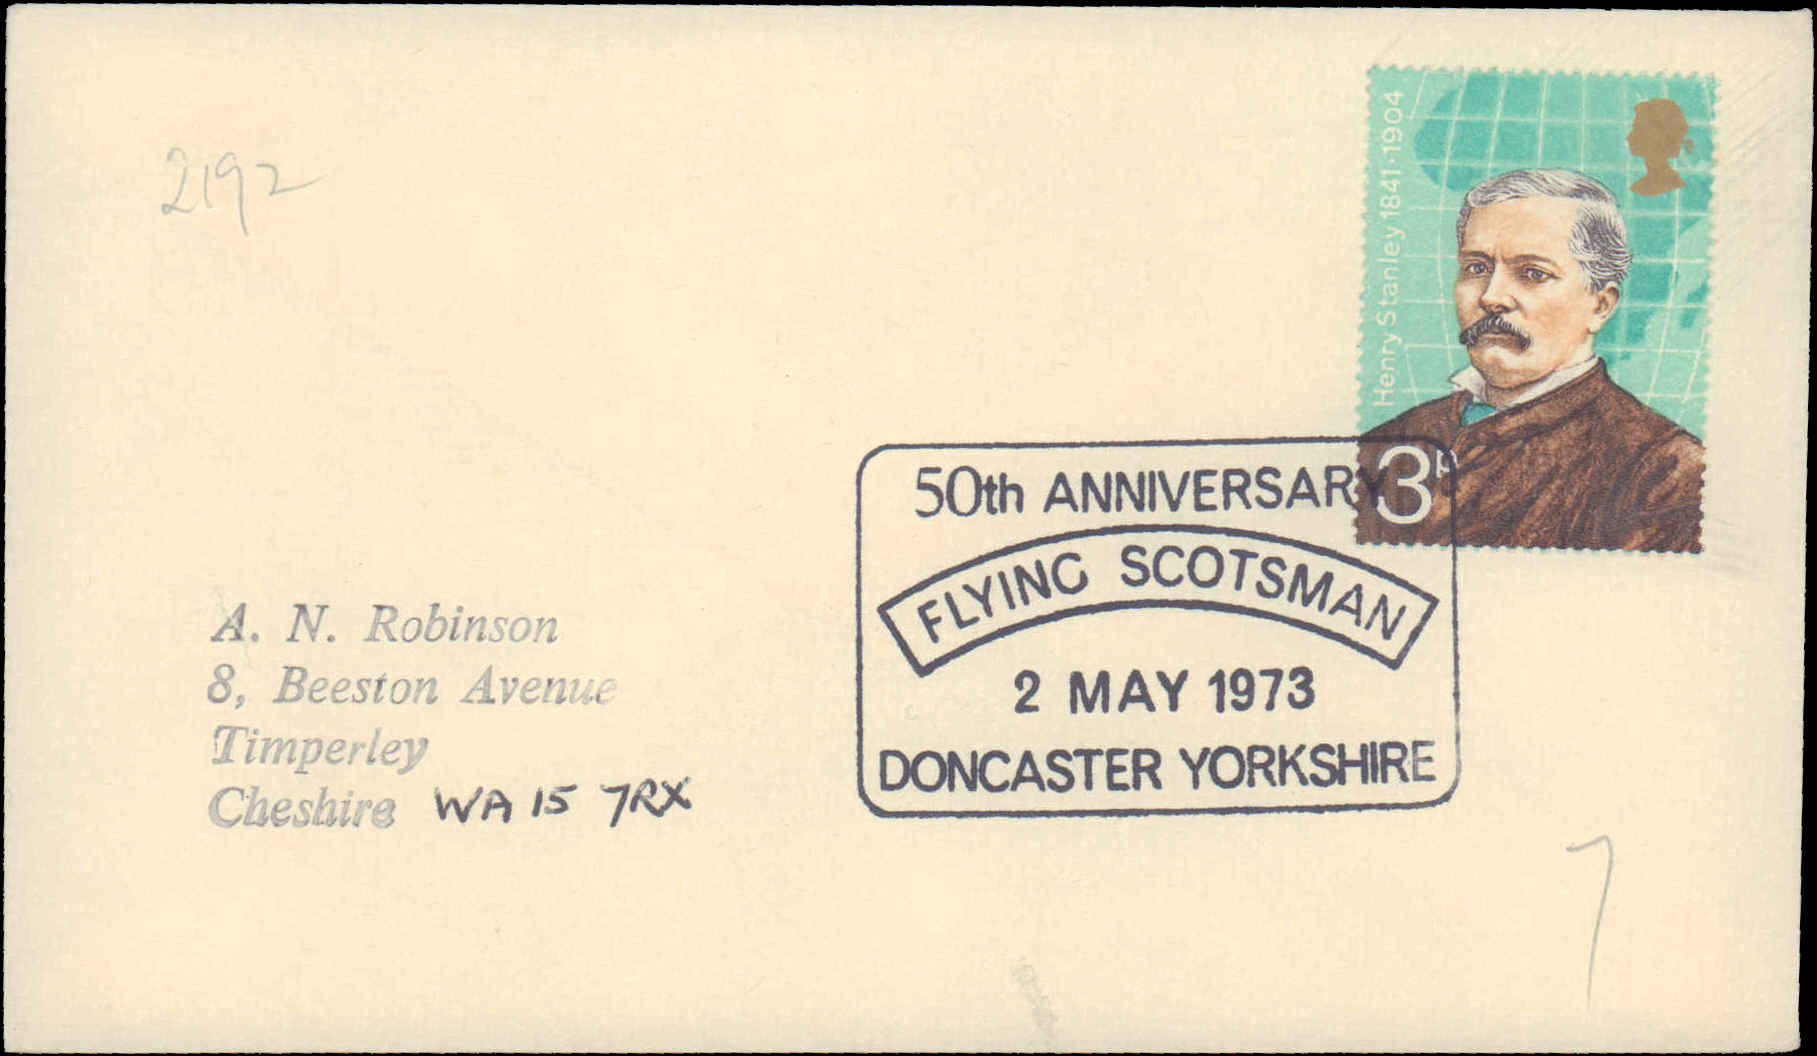 2192
Henry Stanley 1841·1904
3p
50th ANNIVERSARY
FLYING SCOTSMAN
2 MAY 1973
DONCASTER YORKSHIRE
A. N. Robinson
8, Beeston Avenue
Timperley
Cheshire WA15 7RX
7